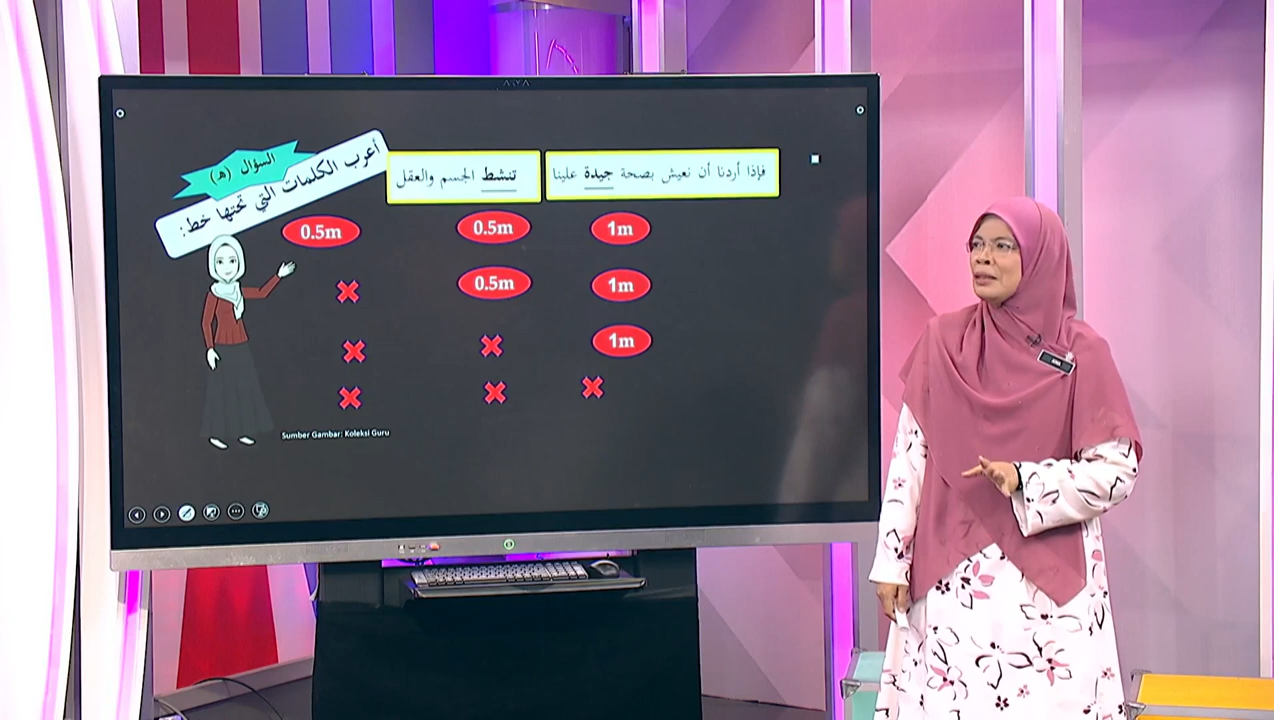 السؤال (هـ)
أعرب الكلمات التي تحتها خط:
فإذا أردنا أن نعيش بصحة جيدة علينا
تنشط الجسم والعقل
1m
0.5m
0.5m
1m
0.5m
1m
Sumber Gambar: Koleksi Guru